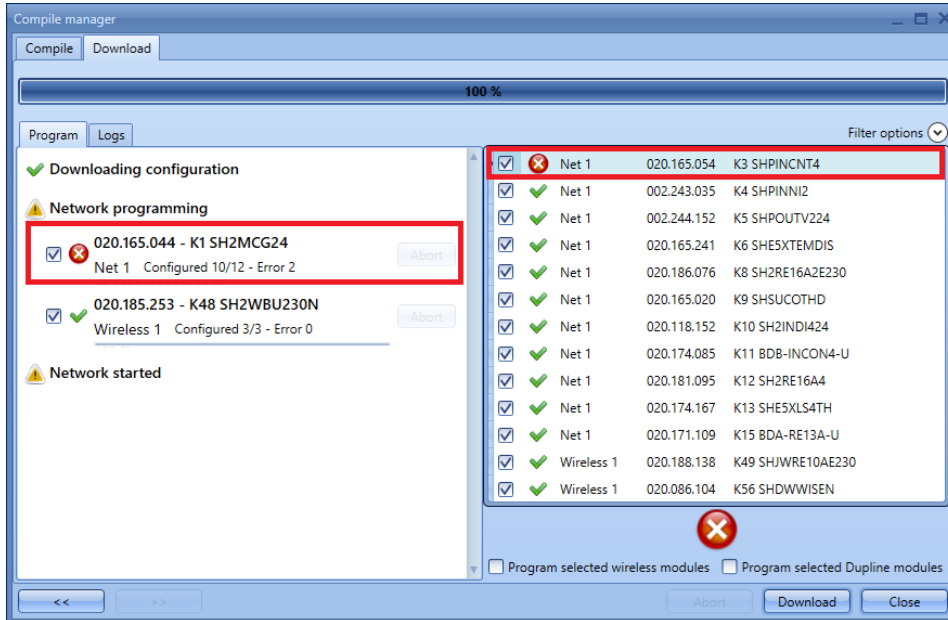 Compile manager
Compile Download
100 %
Program Logs
Filter options
Downloading configuration
Network programming
020.165.044 - K1 SH2MCG24
Net 1 Configured 10/12 - Error 2
Abort
020.185.253 - K48 SH2WBU230N
Wireless 1 Configured 3/3 - Error 0
Abort
Network started
Net 1 020.165.054 K3 SHPINCNT4
Net 1 002.243.035 K4 SHPINNI2
Net 1 002.244.152 K5 SHPOUTV224
Net 1 020.165.241 K6 SHE5XTEMDIS
Net 1 020.186.076 K8 SH2RE16A2E230
Net 1 020.165.020 K9 SHSUCOTHD
Net 1 020.118.152 K10 SH2INDI424
Net 1 020.174.085 K11 BDB-INCON4-U
Net 1 020.181.095 K12 SH2RE16A4
Net 1 020.174.167 K13 SHE5XLS4TH
Net 1 020.171.109 K15 BDA-RE13A-U
Wireless 1 020.188.138 K49 SHJWRE10AE230
Wireless 1 020.086.104 K56 SHDWWISEN
Program selected wireless modules Program selected Dupline modules
<< >> Abort Download Close